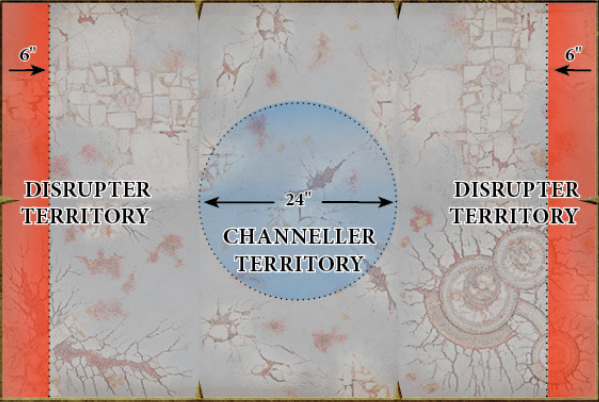 6"
6"
DISRUPTER
TERRITORY
24"
CHANNELLER
TERRITORY
DISRUPTER
TERRITORY